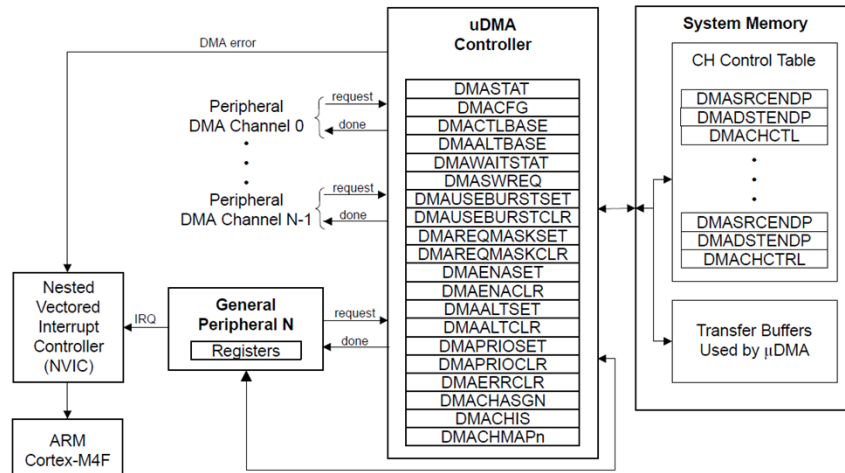 uDMA
Controller
System Memory
DMA error
CH Control Table
DMASTAT
DMACFG
DMACTLBASE
DMAALTBASE
DMAWAITSTAT
DMASWREQ
DMAUSEBURSTSET
DMAUSEBURSTCLR
DMAREQMASKSET
DMAREQMASKCLR
DMAENASET
DMAENACLR
DMAALTSET
DMAALTCLR
DMAPRIOSET
DMAPRIOCLR
DMAERRCLR
DMACHASGN
DMACHIS
DMACHMAPn
Peripheral
DMA Channel 0
request
done
Peripheral
DMA Channel N-1
request
done
DMASRCENDP
DMADSTENDP
DMACHCTL
DMASRCENDP
DMADSTENDP
DMACHCTRL
Nested
Vectored
Interrupt
Controller
(NVIC)
IRQ
General
Peripheral N
Registers
request
done
Transfer Buffers
Used by μDMA
ARM
Cortex-M4F